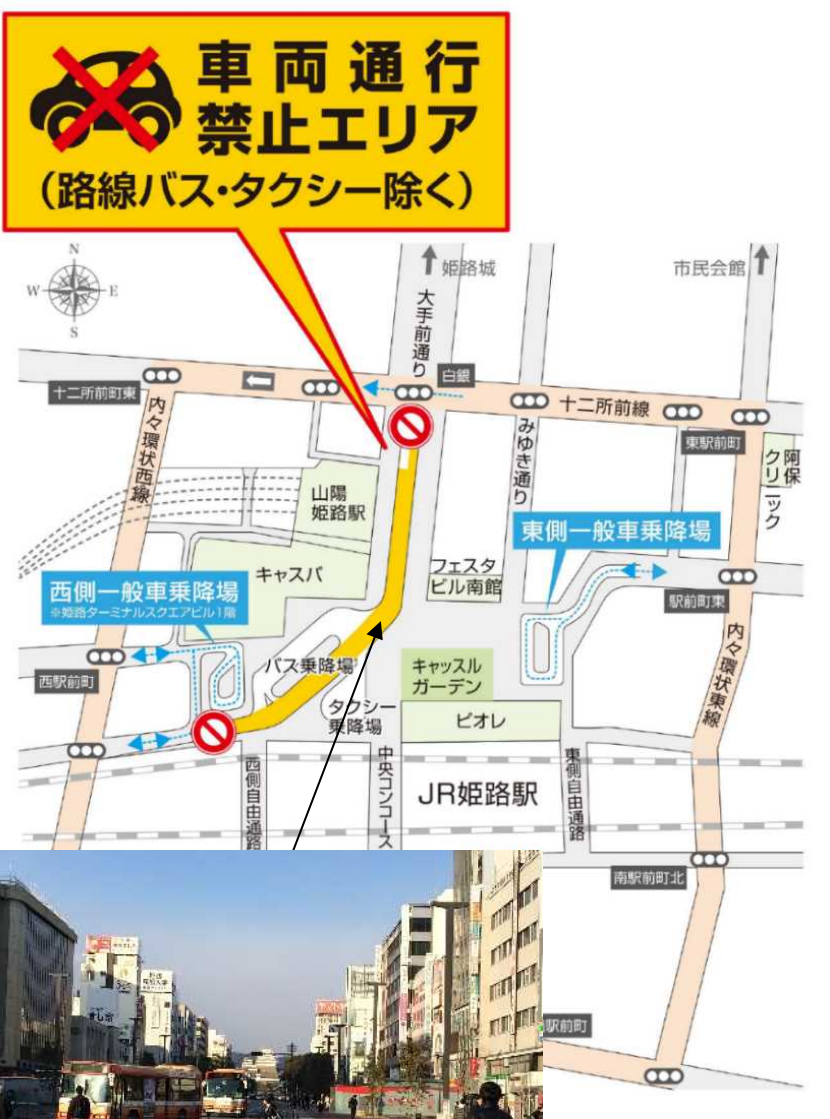 車両通行
禁止エリア
(路線バス・タクシー除く)
N
W
E
S
姫路城
市民会館
大手前通り
白銀
十二所前町東
十二所前線
東駅前町
内々環状西線
みゆき通り
阿保
クリニック
山陽
姫路駅
東側一般車乗降場
フェスタ
ビル南館
キャスパ
西側一般車乗降場
※姫路ターミナルスクエアビル1階
駅前町東
内々環状東線
西駅前町
バス乗降場
キャッスル
ガーデン
タクシー
乗降場
ピオレ
西側自由通路
中央コンコース
JR姫路駅
東側自由通路
南駅前町北
駅前町